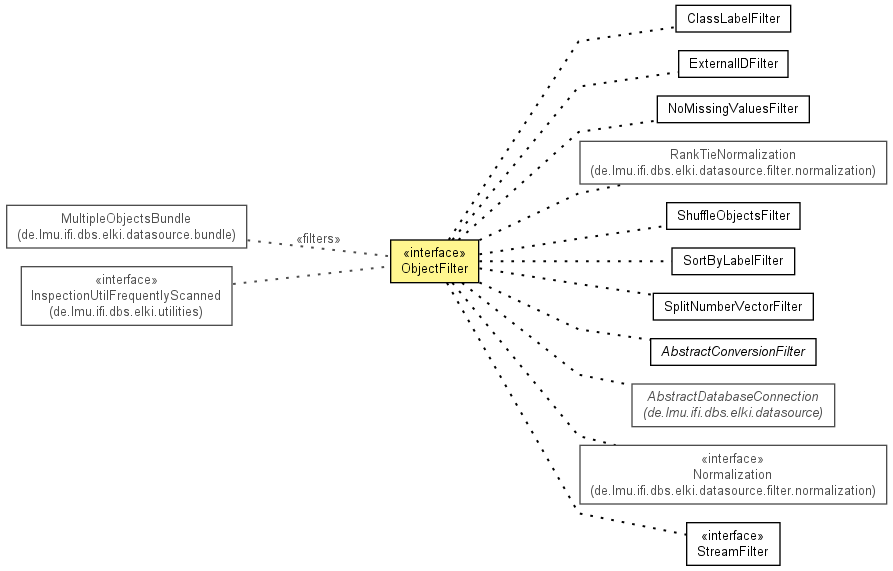 ClassLabelFilter
ExternalIDFilter
NoMissingValuesFilter
RankTieNormalization
(de.lmu.ifi.dbs.elki.datasource.filter.normalization)
MultipleObjectsBundle
(de.lmu.ifi.dbs.elki.datasource.bundle)
«filters»
«interface»
InspectionUtilFrequentlyScanned
(de.lmu.ifi.dbs.elki.utilities)
«interface»
ObjectFilter
ShuffleObjectsFilter
SortByLabelFilter
SplitNumberVectorFilter
AbstractConversionFilter
AbstractDatabaseConnection
(de.lmu.ifi.dbs.elki.datasource)
«interface»
Normalization
(de.lmu.ifi.dbs.elki.datasource.filter.normalization)
«interface»
StreamFilter